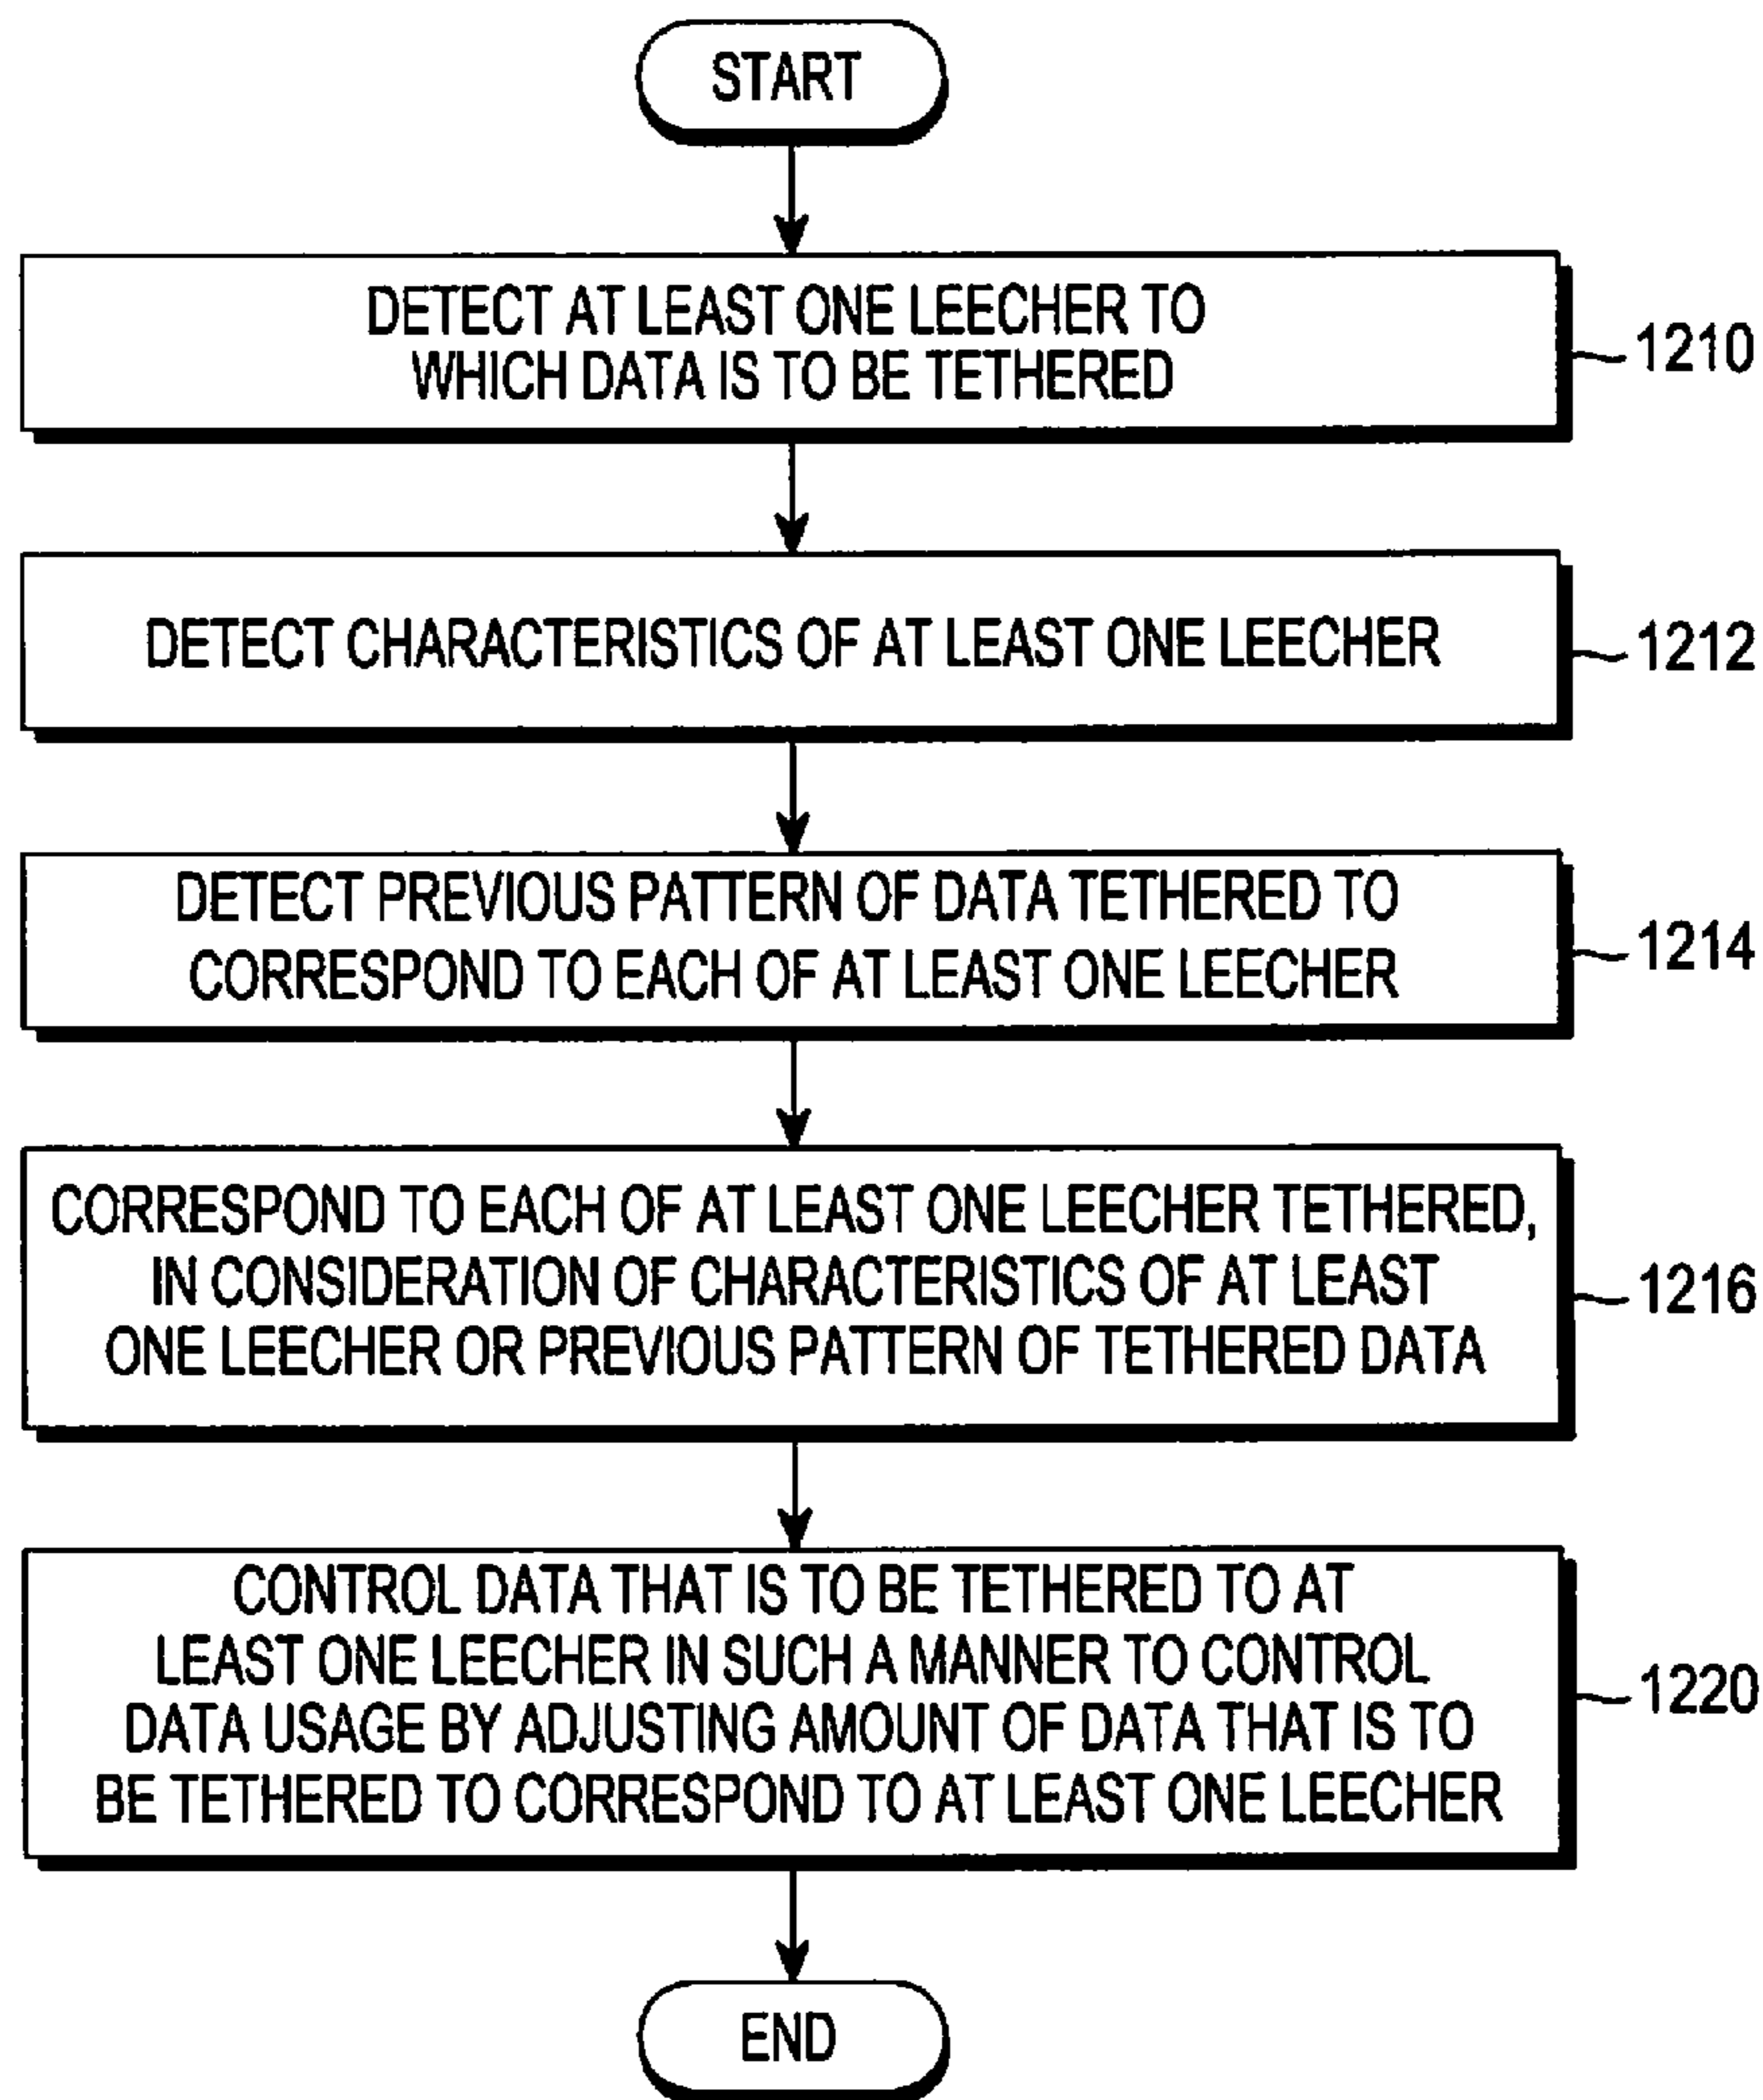 START
DETECT AT LEAST ONE LEECHER TO
WHICH DATA IS TO BE TETHERED
1210
DETECT CHARACTERISTICS OF AT LEAST ONE LEECHER
1212
DETECT PREVIOUS PATTERN OF DATA TETHERED TO
CORRESPOND TO EACH OF AT LEAST ONE LEECHER
1214
CORRESPOND TO EACH OF AT LEAST ONE LEECHER TETHERED,
IN CONSIDERATION OF CHARACTERISTICS OF AT LEAST
ONE LEECHER OR PREVIOUS PATTERN OF TETHERED DATA
1216
CONTROL DATA THAT IS TO BE TETHERED TO AT
LEAST ONE LEECHER IN SUCH A MANNER TO CONTROL
DATA USAGE BY ADJUSTING AMOUNT OF DATA THAT IS TO
BE TETHERED TO CORRESPOND TO AT LEAST ONE LEECHER
1220
END